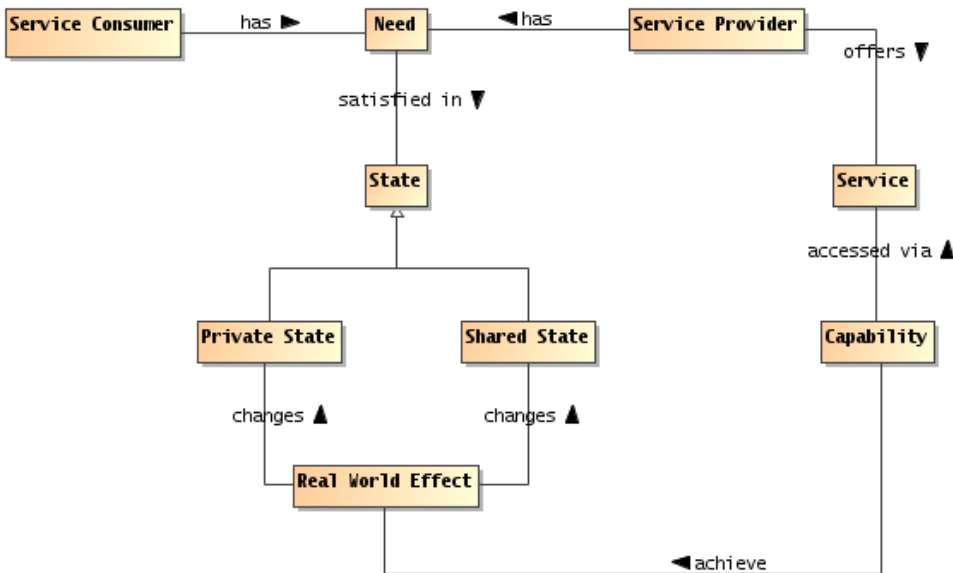 Service Consumer
has
Need
has
Service Provider
offers
satisfied in
State
Service
accessed via
Private State
Shared State
Capability
changes
changes
Real World Effect
achieve